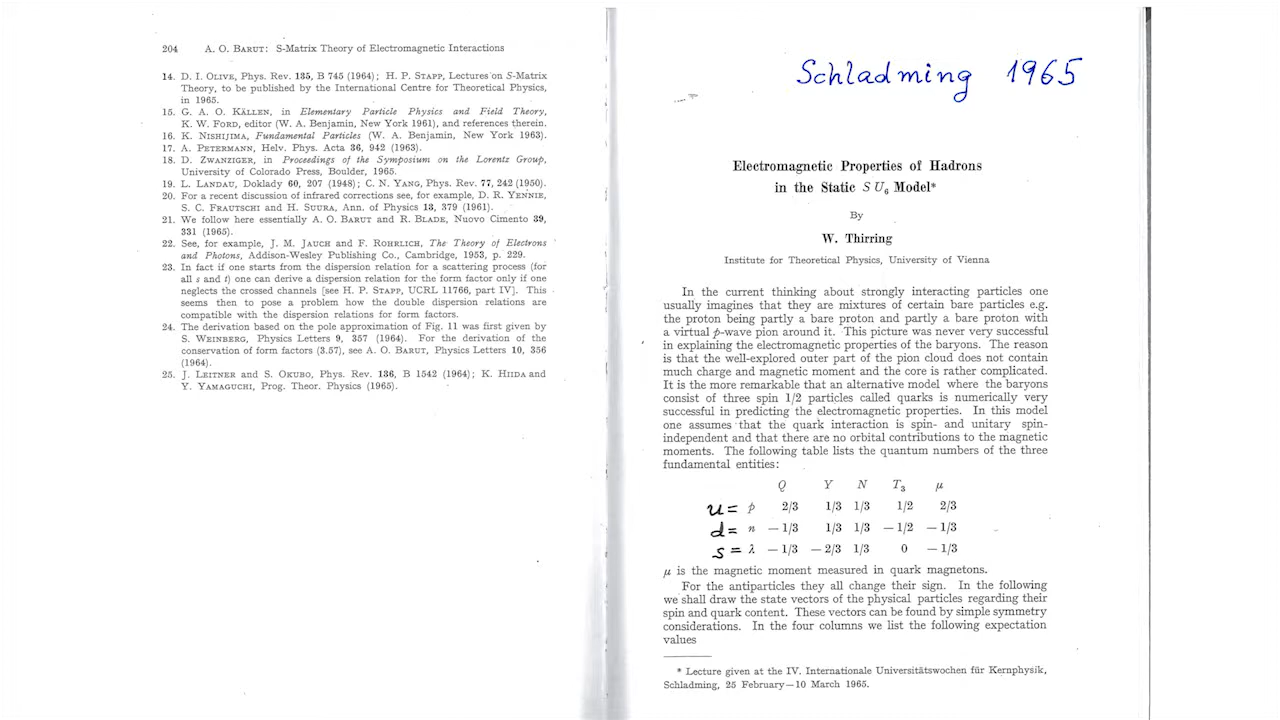 204 A. O. BARUT: S-Matrix Theory of Electromagnetic Interactions
14. D. I. OLIVE, Phys. Rev. 135, B 745 (1964); H. P. STAPP, Lectures on S-Matrix
Theory, to be published by the International Centre for Theoretical Physics,
in 1965.
15. G. A. O. KÄLLEN, in Elementary Particle Physics and Field Theory,
K. W. FORD, editor (W. A. Benjamin, New York 1961), and references therein.
16. K. NISHIJIMA, Fundamental Particles (W. A. Benjamin, New York 1963).
17. A. PETERMANN, Helv. Phys. Acta 36, 942 (1963).
18. D. ZWANZIGER, in Proceedings of the Symposium on the Lorentz Group,
University of Colorado Press, Boulder, 1965.
19. L. LANDAU, Doklady 60, 207 (1948); C. N. YANG, Phys. Rev. 77, 242 (1950).
20. For a recent discussion of infrared corrections see, for example, D. R. YENNIE,
S. C. FRAUTSCHI and H. SUURA, Ann. of Physics 13, 379 (1961).
21. We follow here essentially A. O. BARUT and R. BLADE, Nuovo Cimento 39,
331 (1965).
22. See, for example, J. M. JAUCH and F. ROHRLICH, The Theory of Electrons
and Photons, Addison-Wesley Publishing Co., Cambridge, 1953, p. 229.
23. In fact if one starts from the dispersion relation for a scattering process (for
all s and t) one can derive a dispersion relation for the form factor only if one
neglects the crossed channels [see H. P. STAPP, UCRL 11766, part IV]. This
seems then to pose a problem how the double dispersion relations are
compatible with the dispersion relations for form factors.
24. The derivation based on the pole approximation of Fig. 11 was first given by
S. WEINBERG, Physics Letters 9, 357 (1964). For the derivation of the
conservation of form factors (3.57), see A. O. BARUT, Physics Letters 10, 356
(1964).
25. J. LEITNER and S. OKUBO, Phys. Rev. 136, B 1542 (1964); K. HIIDA and
Y. YAMAGUCHI, Prog. Theor. Physics (1965).
Schladming 1965
Electromagnetic Properties of Hadrons
in the Static S U₆ Model*
By
W. Thirring
Institute for Theoretical Physics, University of Vienna
In the current thinking about strongly interacting particles one
usually imagines that they are mixtures of certain bare particles e.g.
the proton being partly a bare proton and partly a bare proton with
a virtual p-wave pion around it. This picture was never very successful
in explaining the electromagnetic properties of the baryons. The reason
is that the well-explored outer part of the pion cloud does not contain
much charge and magnetic moment and the core is rather complicated.
It is the more remarkable that an alternative model where the baryons
consist of three spin 1/2 particles called quarks is numerically very
successful in predicting the electromagnetic properties. In this model
one assumes that the quark interaction is spin- and unitary spin-
independent and that there are no orbital contributions to the magnetic
moments. The following table lists the quantum numbers of the three
fundamental entities:
Q Y N T₃ μ
u = p 2/3 1/3 1/3 1/2 2/3
d = n — 1/3 1/3 1/3 — 1/2 — 1/3
s = λ — 1/3 — 2/3 1/3 0 — 1/3
μ is the magnetic moment measured in quark magnetons.
For the antiparticles they all change their sign. In the following
we shall draw the state vectors of the physical particles regarding their
spin and quark content. These vectors can be found by simple symmetry
considerations. In the four columns we list the following expectation
values
* Lecture given at the IV. Internationale Universitätswochen für Kernphysik,
Schladming, 25 February—10 March 1965.